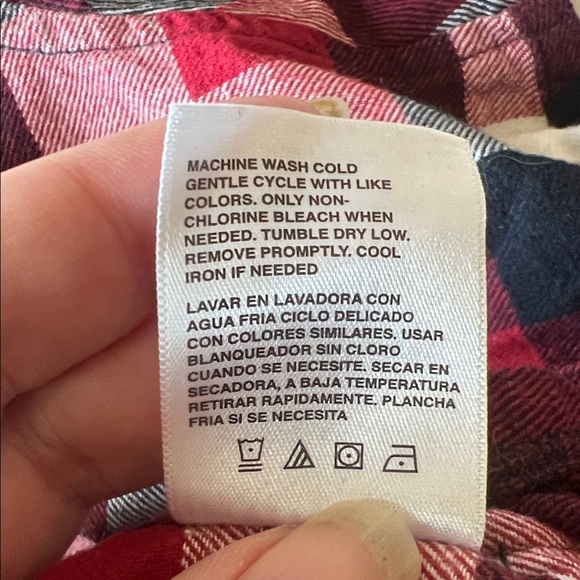 MACHINE WASH COLD
GENTLE CYCLE WITH LIKE
COLORS. ONLY NON-
CHLORINE BLEACH WHEN
NEEDED. TUMBLE DRY LOW.
REMOVE PROMPTLY. COOL
IRON IF NEEDED
LAVAR EN LAVADORA CON
AGUA FRIA CICLO DELICADO
CON COLORES SIMILARES. USAR
BLANQUEADOR SIN CLORO
CUANDO SE NECESITE. SECAR EN
SECADORA, A BAJA TEMPERATURA
RETIRAR RAPIDAMENTE. PLANCHA
FRIA SI SE NECESITA